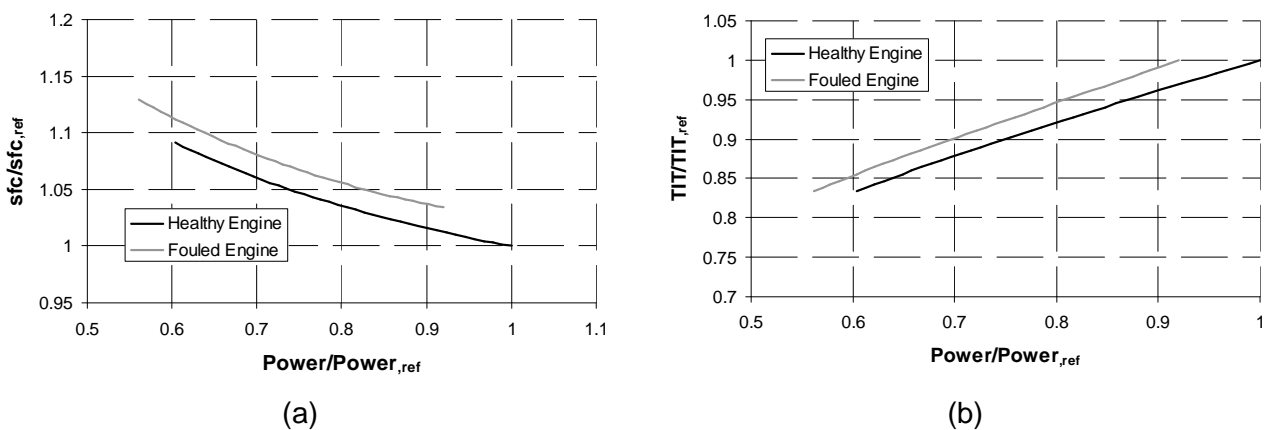 1.2
1.15
1.1
1.05
1
0.95
sfc/sfc,ref
Healthy Engine
Fouled Engine
0.5 0.6 0.7 0.8 0.9 1 1.1
Power/Power,ref
(a)
1.05
1
0.95
0.9
0.85
0.8
0.75
0.7
TIT/TIT,ref
Healthy Engine
Fouled Engine
0.5 0.6 0.7 0.8 0.9 1
Power/Power,ref
(b)